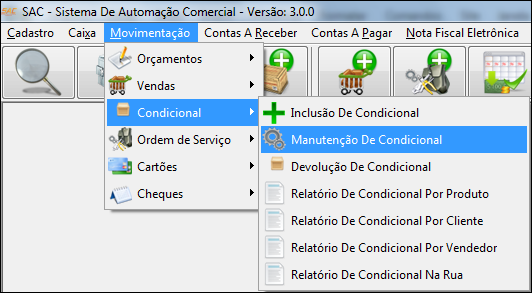 SAC SAC - Sistema De Automação Comercial - Versão: 3.0.0
Cadastro Caixa Movimentação Contas A Receber Contas A Pagar Nota Fiscal Eletrônica
Orçamentos
Vendas
Condicional
Ordem de Serviço
Cartões
Cheques
Inclusão De Condicional
Manutenção De Condicional
Devolução De Condicional
Relatório De Condicional Por Produto
Relatório De Condicional Por Cliente
Relatório De Condicional Por Vendedor
Relatório De Condicional Na Rua